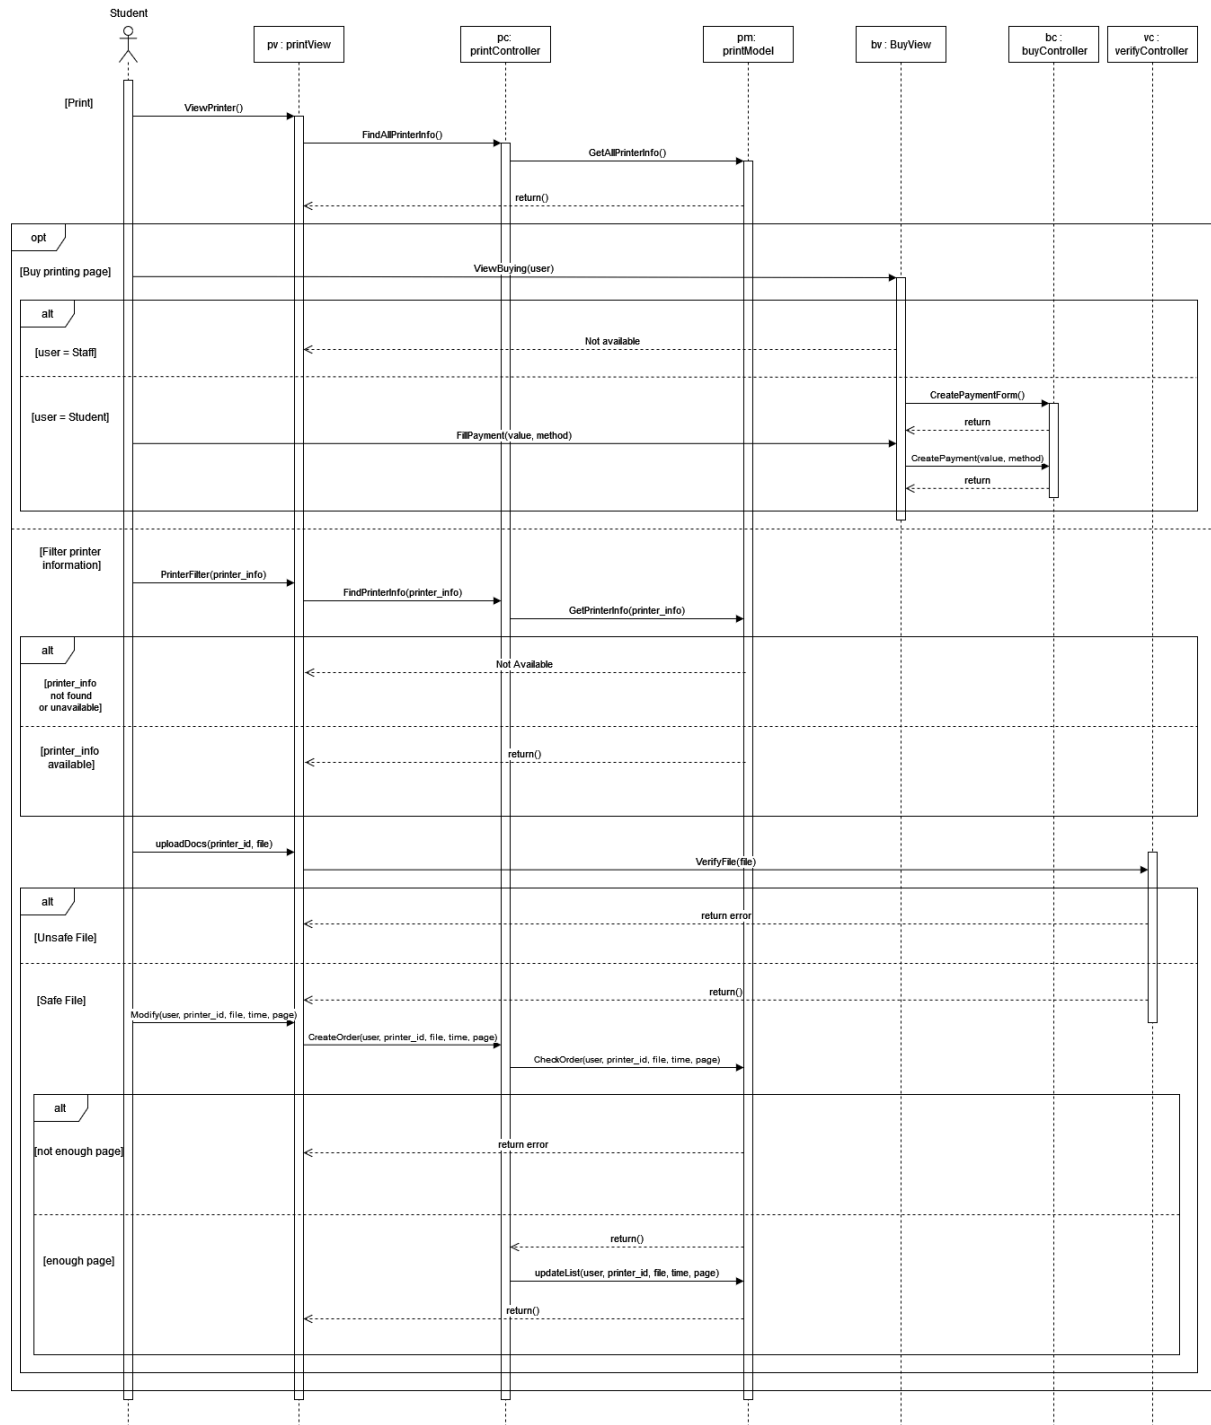 Student
pv : printView
pc:
printController
pm:
printModel
bv : BuyView
bc :
buyController
vc :
verifyController
[Print]
ViewPrinter()
FindAllPrinterInfo()
GetAllPrinterInfo()
return()
opt
[Buy printing page]
ViewBuying(user)
alt
[user = Staff]
Not available
[user = Student]
CreatePaymentForm()
return
FillPayment(value, method)
CreatePayment(value, method)
return
[Filter printer
information]
PrinterFilter(printer_info)
FindPrinterInfo(printer_info)
GetPrinterInfo(printer_info)
alt
Not Available
[printer_info
not found
or unavailable]
[printer_info
available]
return()
uploadDocs(printer_id, file)
VerifyFile(file)
alt
return error
[Unsafe File]
[Safe File]
return()
Modify(user, printer_id, file, time, page)
CreateOrder(user, printer_id, file, time, page)
CheckOrder(user, printer_id, file, time, page)
alt
[not enough page]
return error
[enough page]
return()
updateList(user, printer_id, file, time, page)
return()